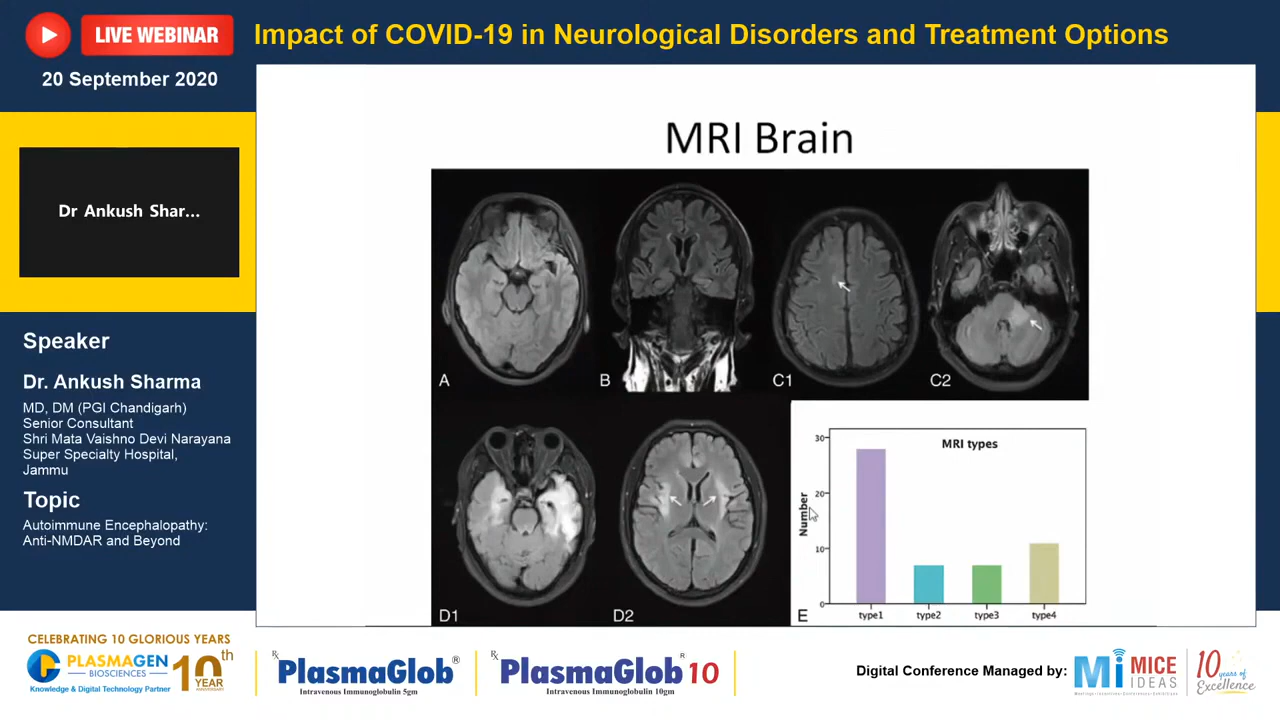 LIVE WEBINAR
Impact of COVID-19 in Neurological Disorders and Treatment Options
20 September 2020
Dr Ankush Shar...
Speaker
Dr. Ankush Sharma
MD, DM (PGI Chandigarh)
Senior Consultant
Shri Mata Vaishno Devi Narayana
Super Specialty Hospital,
Jammu
Topic
Autoimmune Encephalopathy:
Anti-NMDAR and Beyond
MRI Brain
A
B
C1
C2
D1
D2
E
MRI types
Number
30
20
10
0
type1
type2
type3
type4
CELEBRATING 10 GLORIOUS YEARS
PLASMAGEN
BIOSCIENCES
Knowledge & Digital Technology Partner
10th
YEAR
ANNIVERSARY
Rx
PlasmaGlob®
Intravenous Immunoglobulin 5gm
Rx
PlasmaGlob R 10
Intravenous Immunoglobulin 10gm
Digital Conference Managed by:
Mi MICE
IDEAS
10
years of
Excellence